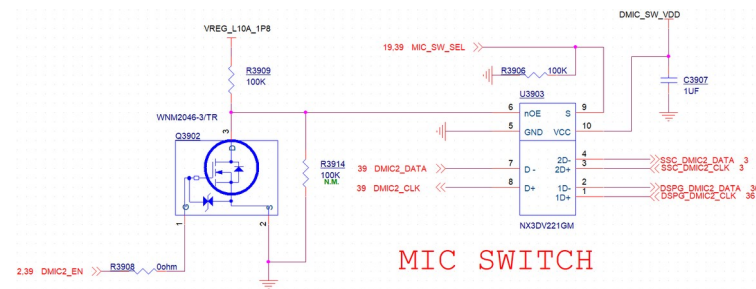 VREG_L10A_1P8
DMIC_SW_VDD
19.39 MIC_SW_SEL
R3909
100K
R3906 100K
C3907
1UF
U3903
WNM2046-3/TR
Q3902
3
D
G
S
1
2
R3914
100K
N.M.
6 nOE S 9
5 GND VCC 10
39 DMIC2_DATA 7 D -
39 DMIC2_CLK 8 D+
2D- 4 SSC_DMIC2_DATA 3
2D+ 3 SSC_DMIC2_CLK 3
1D- 2 DSPG_DMIC2_DATA
1D+ 1 DSPG_DMIC2_CLK 36
NX3DV221GM
2.39 DMIC2_EN R3908 0ohm
MIC SWITCH